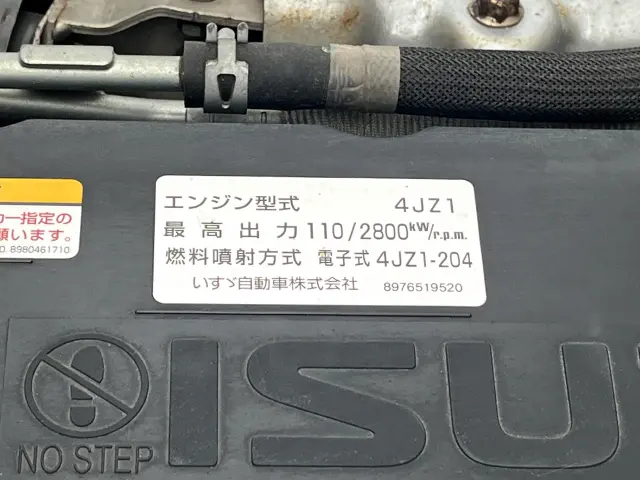 エンジン型式 4JZ1
最高出力 110/2800kW/r.p.m.
燃料噴射方式 電子式 4JZ1-204
いすゞ自動車株式会社 8976519520
カー指定の
願います。
O. 8980461710
NO STEP
ISU